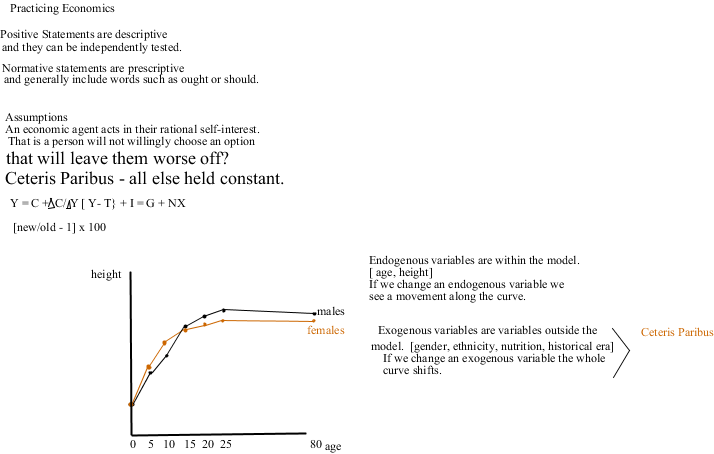 Practicing Economics
Positive Statements are descriptive
and they can be independently tested.
Normative statements are prescriptive
and generally include words such as ought or should.
Assumptions
An economic agent acts in their rational self-interest.
That is a person will not willingly choose an option
that will leave them worse off?
Ceteris Paribus - all else held constant.
Y = C +ΔC/ΔY [ Y- T} + I = G + NX
[new/old - 1] x 100
height
males
females
0 5 10 15 20 25 80 age
Endogenous variables are within the model.
[ age, height]
If we change an endogenous variable we
see a movement along the curve.
Exogenous variables are variables outside the
model. [gender, ethnicity, nutrition, historical era]
If we change an exogenous variable the whole
curve shifts.
Ceteris Paribus